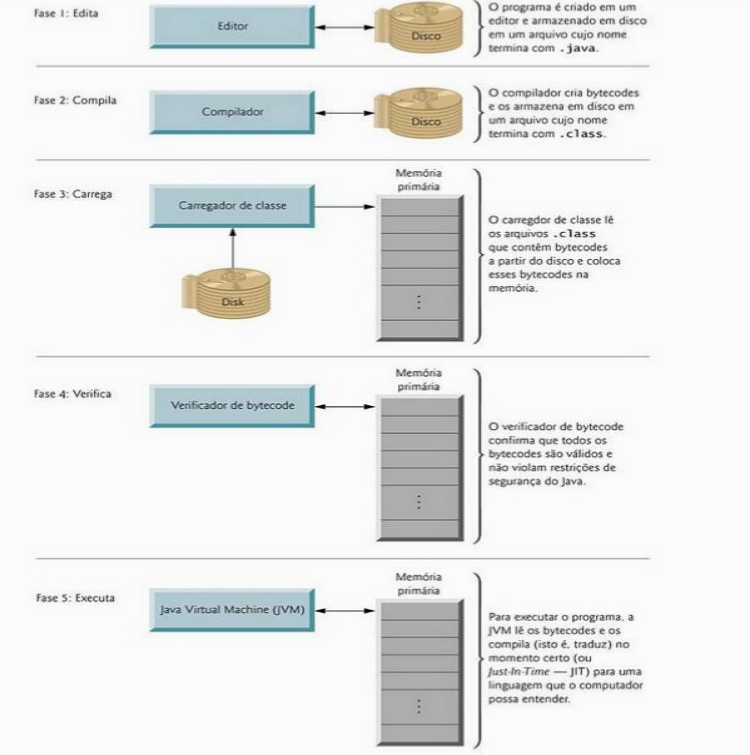 Fase 1: Edita
Editor
Disco
O programa é criado em um
editor e armazenado em disco
em um arquivo cujo nome
termina com .java.
Fase 2: Compila
Compilador
Disco
O compilador cria bytecodes
e os armazena em disco em
um arquivo cujo nome
termina com .class.
Fase 3: Carrega
Carregador de classe
Disk
Memória
primária
O carregdor de classe lê
os arquivos .class
que contêm bytecodes
a partir do disco e coloca
esses bytecodes na
memória.
Fase 4: Verifica
Verificador de bytecode
Memória
primária
O verificador de bytecode
confirma que todos os
bytecodes são válidos e
não violam restrições de
segurança do Java.
Fase 5: Executa
Java Virtual Machine (JVM)
Memória
primária
Para executar o programa, a
JVM lê os bytecodes e os
compila (isto é, traduz) no
momento certo (ou
Just-In-Time — JIT) para uma
linguagem que o computador
possa entender.